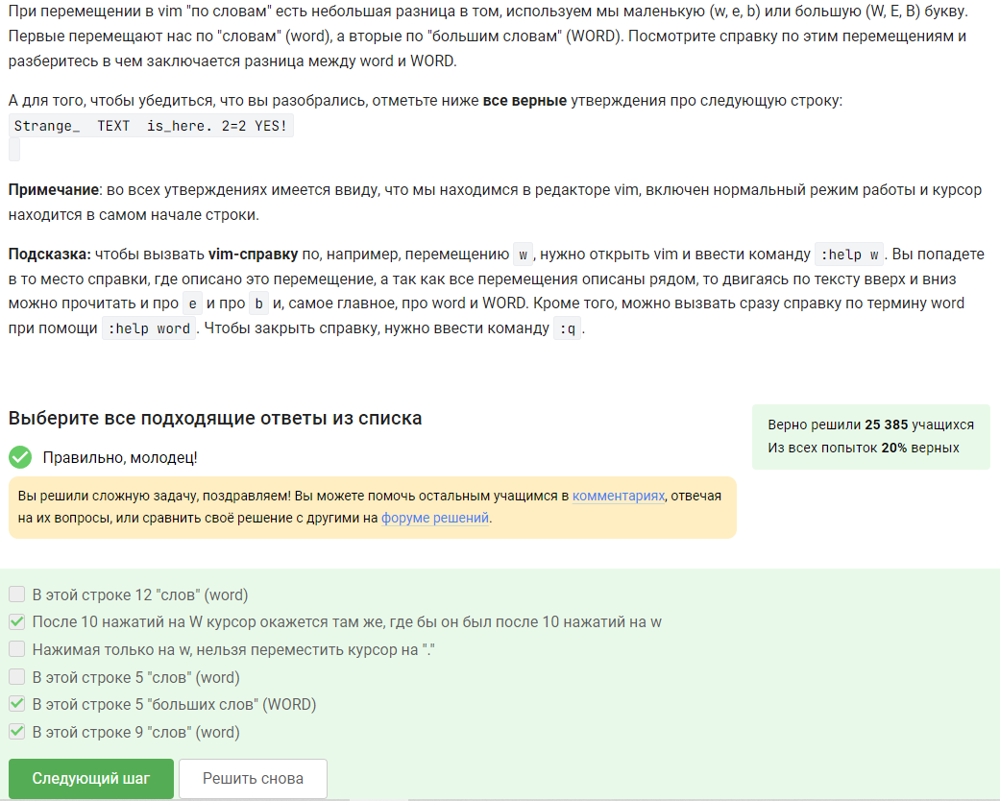 При перемещении в vim "по словам" есть небольшая разница в том, используем мы маленькую (w, e, b) или большую (W, E, B) букву.
Первые перемещают нас по "словам" (word), а вторые по "большим словам" (WORD). Посмотрите справку по этим перемещениям и
разберитесь в чем заключается разница между word и WORD.
А для того, чтобы убедиться, что вы разобрались, отметьте ниже все верные утверждения про следующую строку:
Strange_  TEXT  is_here. 2=2 YES!
Примечание: во всех утверждениях имеется ввиду, что мы находимся в редакторе vim, включен нормальный режим работы и курсор
находится в самом начале строки.
Подсказка: чтобы вызвать vim-справку по, например, перемещению w, нужно открыть vim и ввести команду :help w. Вы попадете
в то место справки, где описано это перемещение, а так как все перемещения описаны рядом, то двигаясь по тексту вверх и вниз
можно прочитать и про e и про b и, самое главное, про word и WORD. Кроме того, можно вызвать сразу справку по термину word
при помощи :help word. Чтобы закрыть справку, нужно ввести команду :q.
Выберите все подходящие ответы из списка
Верно решили 25 385 учащихся
Из всех попыток 20% верных
Правильно, молодец!
Вы решили сложную задачу, поздравляем! Вы можете помочь остальным учащимся в комментариях, отвечая
на их вопросы, или сравнить своё решение с другими на форуме решений.
В этой строке 12 "слов" (word)
После 10 нажатий на W курсор окажется там же, где бы он был после 10 нажатий на w
Нажимая только на w, нельзя переместить курсор на "."
В этой строке 5 "слов" (word)
В этой строке 5 "больших слов" (WORD)
В этой строке 9 "слов" (word)
Следующий шаг
Решить снова